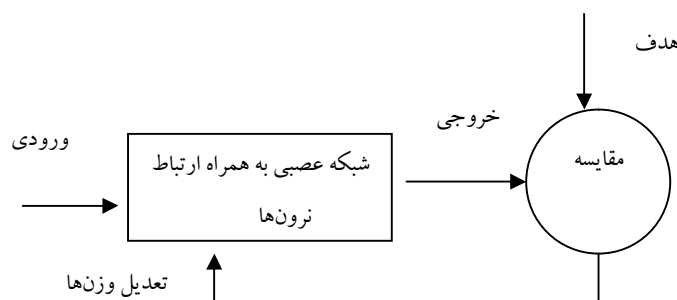 هدف
خروجی
ورودی
مقایسه
شبکه عصبی به همراه ارتباط
نرون‌ها
تعدیل وزن‌ها